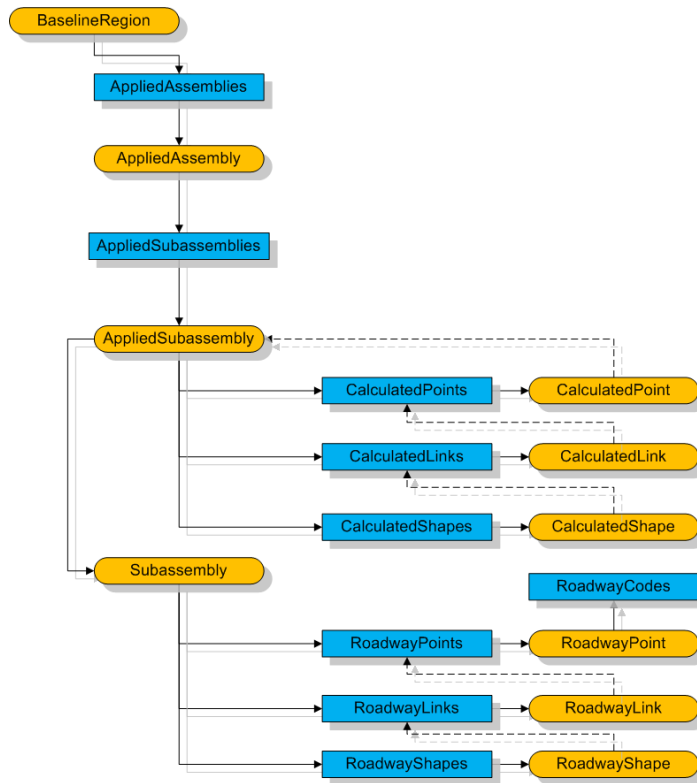 BaselineRegion
AppliedAssemblies
AppliedAssembly
AppliedSubassemblies
AppliedSubassembly
CalculatedPoints
CalculatedPoint
CalculatedLinks
CalculatedLink
CalculatedShapes
CalculatedShape
Subassembly
RoadwayCodes
RoadwayPoints
RoadwayPoint
RoadwayLinks
RoadwayLink
RoadwayShapes
RoadwayShape